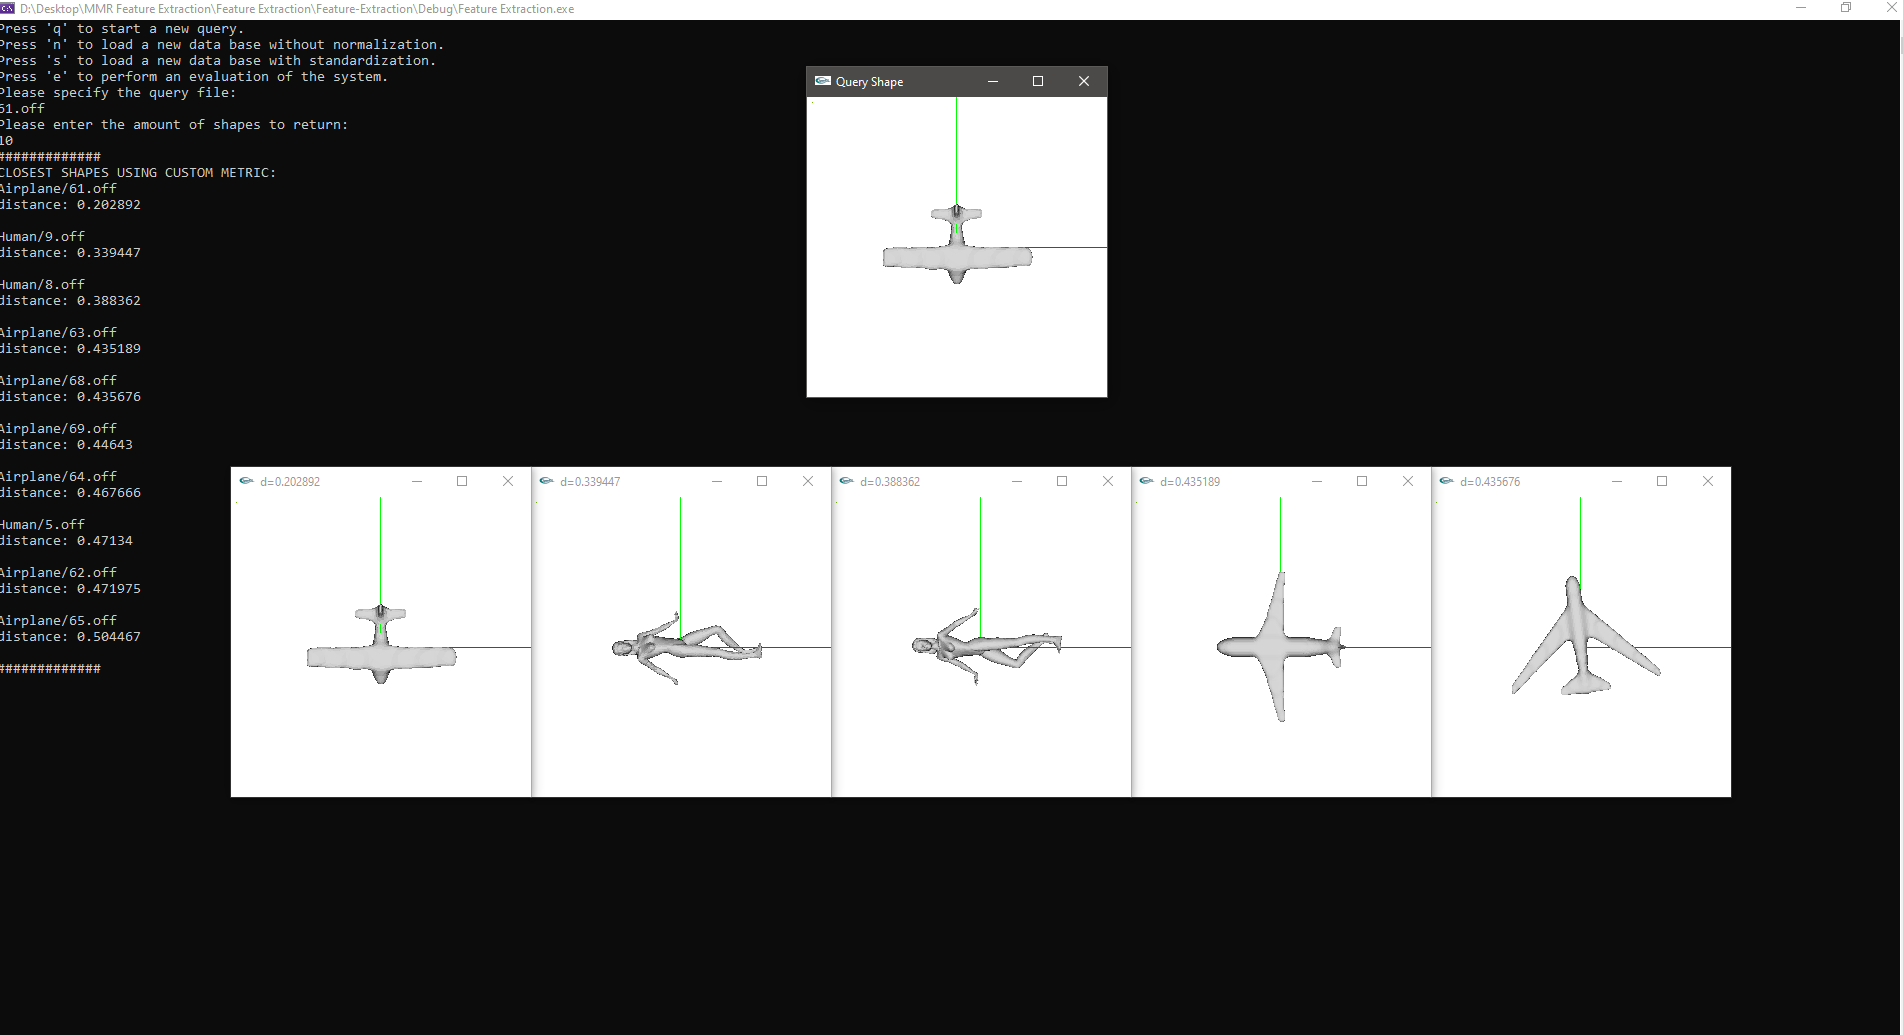 D:\Desktop\MMR Feature Extraction\Feature Extraction\Feature-Extraction\Debug\Feature Extraction.exe
Press 'q' to start a new query.
Press 'n' to load a new data base without normalization.
Press 's' to load a new data base with standardization.
Press 'e' to perform an evaluation of the system.
Please specify the query file:
61.off
Please enter the amount of shapes to return:
10
#############
CLOSEST SHAPES USING CUSTOM METRIC:
Airplane/61.off
distance: 0.202892
Human/9.off
distance: 0.339447
Human/8.off
distance: 0.388362
Airplane/63.off
distance: 0.435189
Airplane/68.off
distance: 0.435676
Airplane/69.off
distance: 0.44643
Airplane/64.off
distance: 0.467666
Human/5.off
distance: 0.47134
Airplane/62.off
distance: 0.471975
Airplane/65.off
distance: 0.504467
#############
Query Shape
d=0.202892
d=0.339447
d=0.388362
d=0.435189
d=0.435676